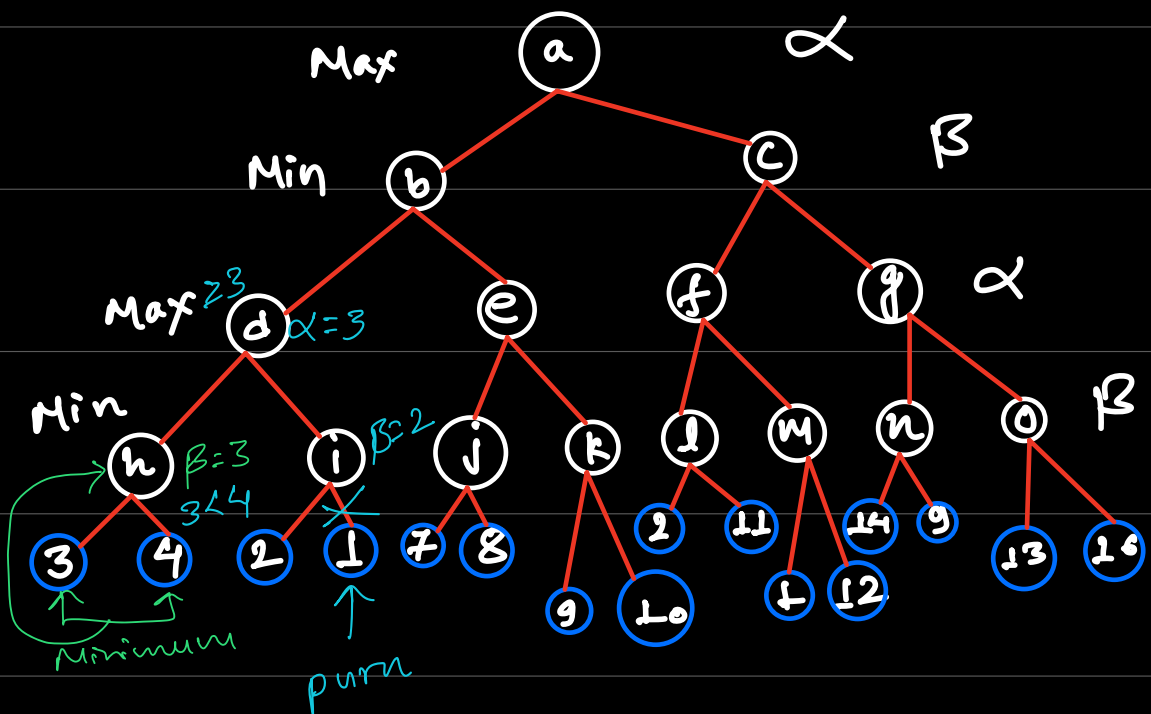 Max a α
Min b c β
Max ≥3 d α=3 e f g α
Min h β=3 i β=2 j k l m n o β
3<4
3 4 2 1 7 8 9 10 2 11 1 12 14 9 13 16
Minimum
purn